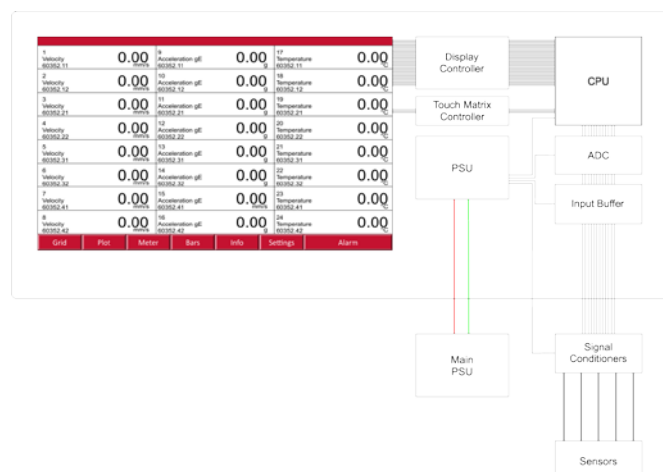 1
Velocity
60352.11
0.00
mm/s
9
Acceleration gE
60352.11
0.00
g
17
Temperature
60352.11
0.00
°C
2
Velocity
60352.12
0.00
mm/s
10
Acceleration gE
60352.12
0.00
g
18
Temperature
60352.12
0.00
°C
3
Velocity
60352.21
0.00
mm/s
11
Acceleration gE
60352.21
0.00
g
19
Temperature
60352.21
0.00
°C
4
Velocity
60352.22
0.00
mm/s
12
Acceleration gE
60352.22
0.00
g
20
Temperature
60352.22
0.00
°C
5
Velocity
60352.31
0.00
mm/s
13
Acceleration gE
60352.31
0.00
g
21
Temperature
60352.31
0.00
°C
6
Velocity
60352.32
0.00
mm/s
14
Acceleration gE
60352.32
0.00
g
22
Temperature
60352.32
0.00
°C
7
Velocity
60352.41
0.00
mm/s
15
Acceleration gE
60352.41
0.00
mm/s
23
Temperature
60352.41
0.00
°C
8
Velocity
60352.42
0.00
mm/s
16
Acceleration gE
60352.42
0.00
g
24
Temperature
60352.42
0.00
°C
Grid
Plot
Meter
Bars
Info
Settings
Alarm
Display
Controller
CPU
Touch Matrix
Controller
PSU
ADC
Input Buffer
Main
PSU
Signal
Conditioners
Sensors